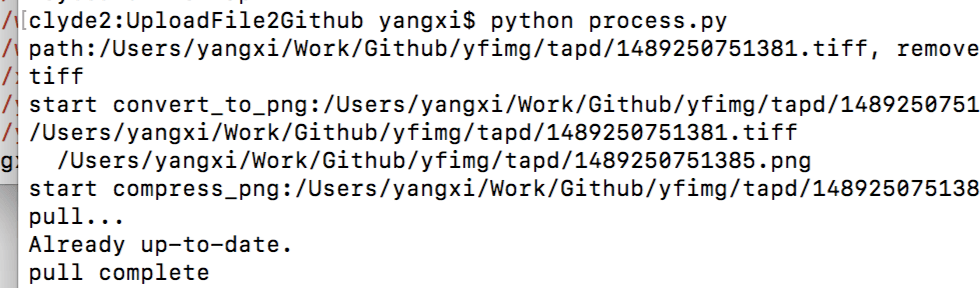 clyde2:UploadFile2Github yangxi$ python process.py
path:/Users/yangxi/Work/Github/yfimg/tapd/1489250751381.tiff, remove
tiff
start convert_to_png:/Users/yangxi/Work/Github/yfimg/tapd/1489250751
/Users/yangxi/Work/Github/yfimg/tapd/1489250751381.tiff
  /Users/yangxi/Work/Github/yfimg/tapd/1489250751385.png
start compress_png:/Users/yangxi/Work/Github/yfimg/tapd/148925075138
pull...
Already up-to-date.
pull complete